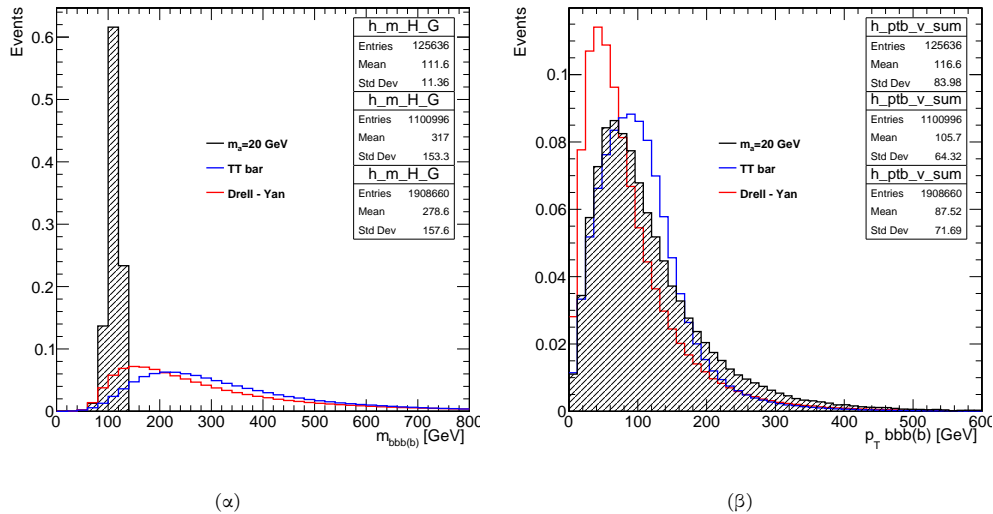 Events
0.6
0.5
0.4
0.3
0.2
0.1
0
0 100 200 300 400 500 600 700 800
m_bbb(b) [GeV]
h_m_H_G
Entries 125636
Mean 111.6
Std Dev 11.36
h_m_H_G
Entries 1100996
Mean 317
Std Dev 153.3
h_m_H_G
Entries 1908660
Mean 278.6
Std Dev 157.6
m_a=20 GeV
TT bar
Drell - Yan
(α)
Events
0.1
0.08
0.06
0.04
0.02
0
0 100 200 300 400 500 600
p_T bbb(b) [GeV]
h_ptb_v_sum
Entries 125636
Mean 116.6
Std Dev 83.98
h_ptb_v_sum
Entries 1100996
Mean 105.7
Std Dev 64.32
h_ptb_v_sum
Entries 1908660
Mean 87.52
Std Dev 71.69
m_a=20 GeV
TT bar
Drell - Yan
(β)